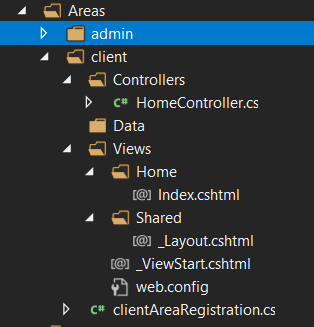 Areas
admin
client
Controllers
C# HomeController.cs
Data
Views
Home
[@] Index.cshtml
Shared
[@] _Layout.cshtml
[@] _ViewStart.cshtml
web.config
C# clientAreaRegistration.cs